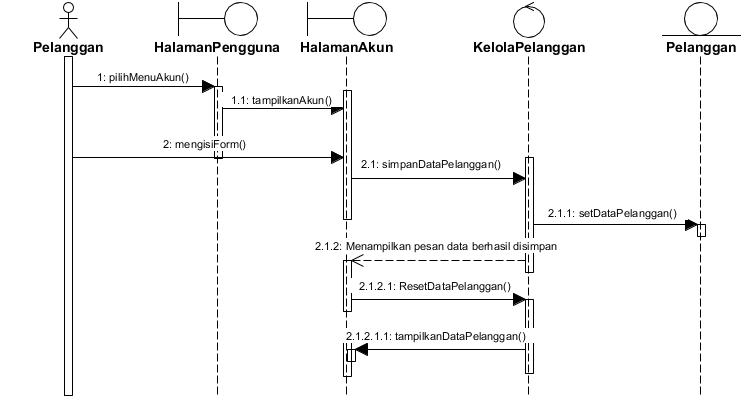 Pelanggan HalamanPengguna HalamanAkun KelolaPelanggan Pelanggan
1: pilihMenuAkun()
1.1: tampilkanAkun()
2: mengisiForm()
2.1: simpanDataPelanggan()
2.1.1: setDataPelanggan()
2.1.2: Menampilkan pesan data berhasil disimpan
2.1.2.1: ResetDataPelanggan()
2.1.2.1.1: tampilkanDataPelanggan()